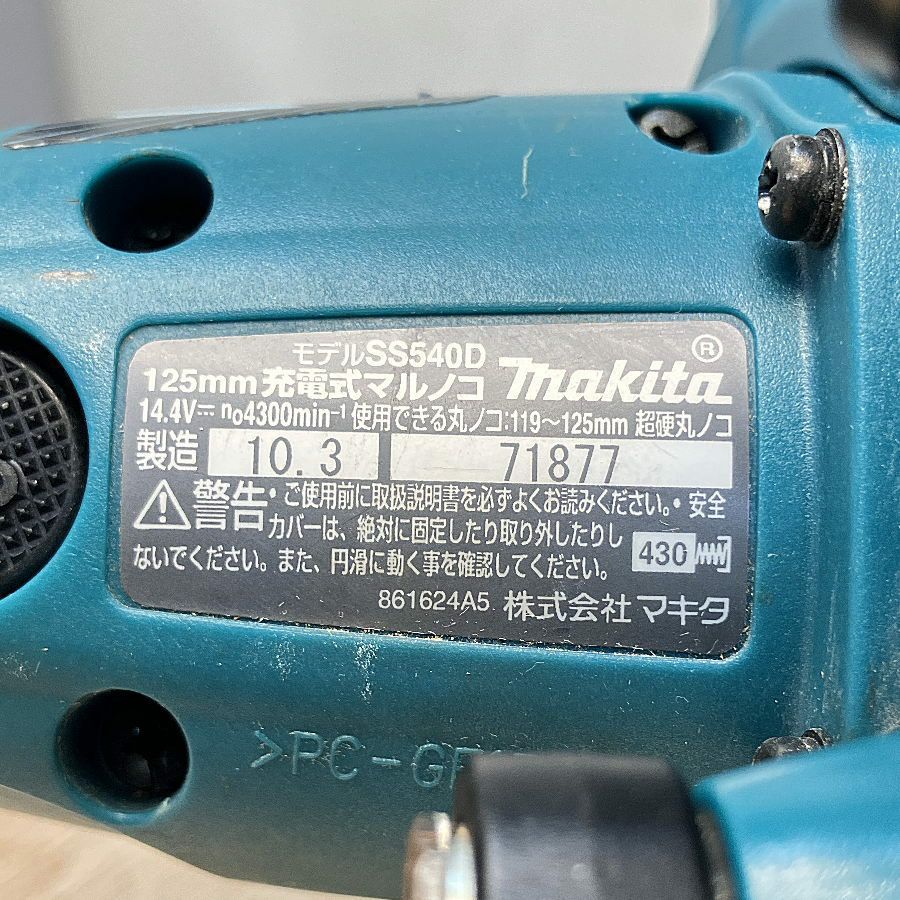 モデルSS540D
125mm 充電式マルノコ makita ®
14.4V⎓ n₀4300min⁻¹ 使用できる丸ノコ:119〜125mm 超硬丸ノコ
製造 10.3 71877
警告・ご使用前に取扱説明書を必ずよくお読みください。・安全
カバーは、絶対に固定したり取り外したりし
ないでください。また、円滑に動く事を確認してください。
430
861624A5 株式会社 マキタ
>PC-GF